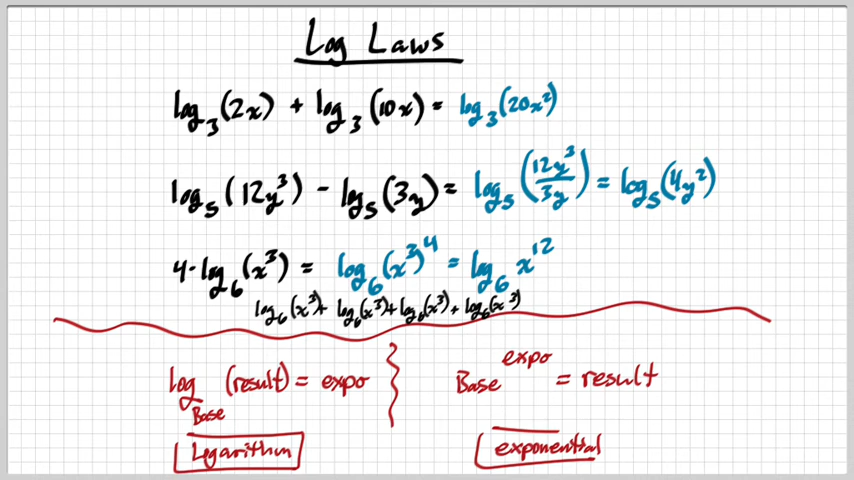 Log Laws
log₃(2x) + log₃(10x) = log₃(20x²)
log₅(12y³) - log₅(3y) = log₅(12y³/3y) = log₅(4y²)
4·log₆(x³) = log₆(x³)⁴ = log₆ x¹²
log₆(x³) + log₆(x³) + log₆(x³) + log₆(x³)
log_Base (result) = expo
Base^expo = result
Logarithm
exponential